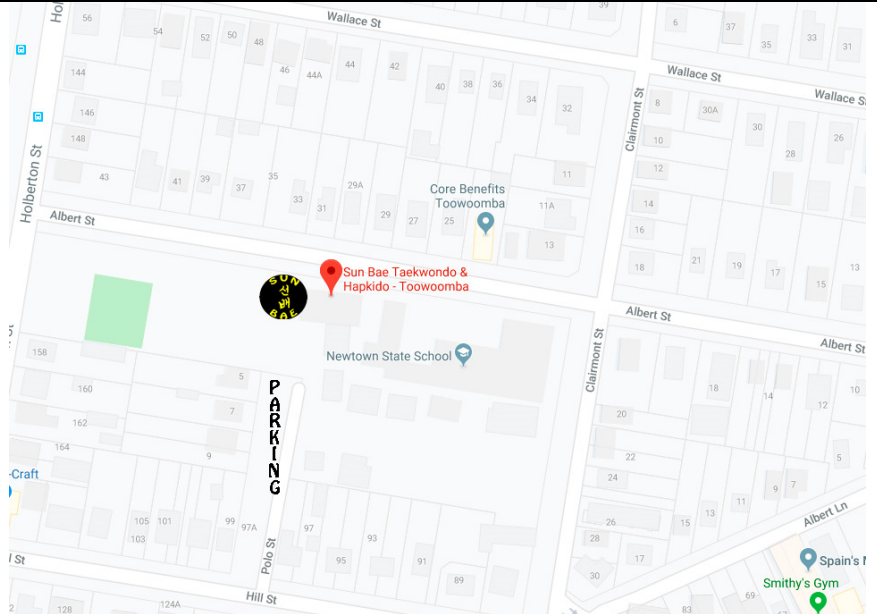 Hol
56
54
52
50
48
46
44A
44
42
40
38
36
34
32
39
Wallace St
6
37
35
33
31
Wallace St
Wallace S
144
146
148
43
41
39
37
35
33
31
29A
29
27
25
11
11A
13
Holberton St
Clairmont St
8
30A
30
28
26
10
12
14
16
18
21
19
17
15
13
Core Benefits
Toowoomba
Albert St
SUN
선
배
BAE
Sun Bae Taekwondo &
Hapkido - Toowoomba
Newtown State School
Albert St
Albert St
Clairmont St
158
160
162
164
5
7
9
PARKING
-Craft
105
101
103
99
97A
97
95
93
91
89
Polo St
l St
Hill St
2
128
124A
18
14
12
10
20
22
24
26
28
30
17
15
13
11
9
7
5
Albert Ln
Spain's
Smithy's Gym
83
69